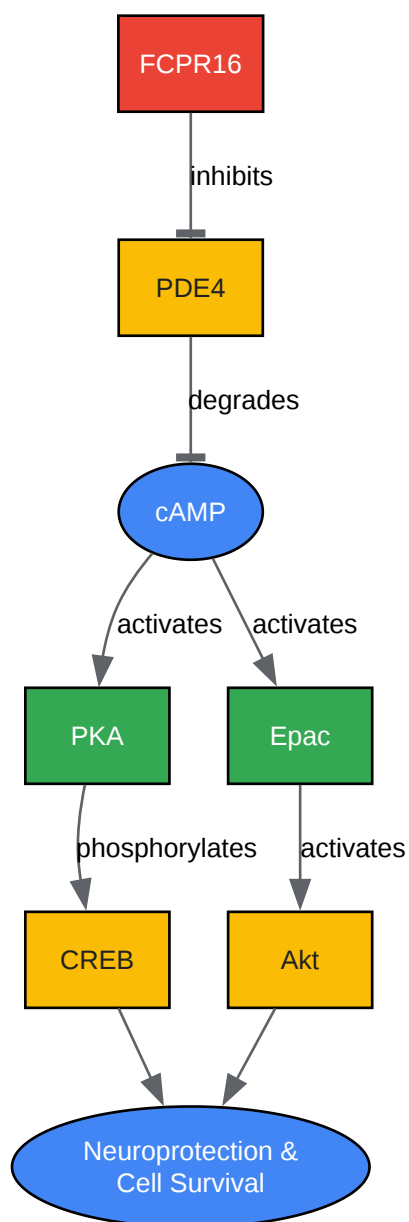 FCPR16
inhibits
PDE4
degrades
cAMP
activates
activates
PKA
Epac
phosphorylates
activates
CREB
Akt
Neuroprotection &
Cell Survival